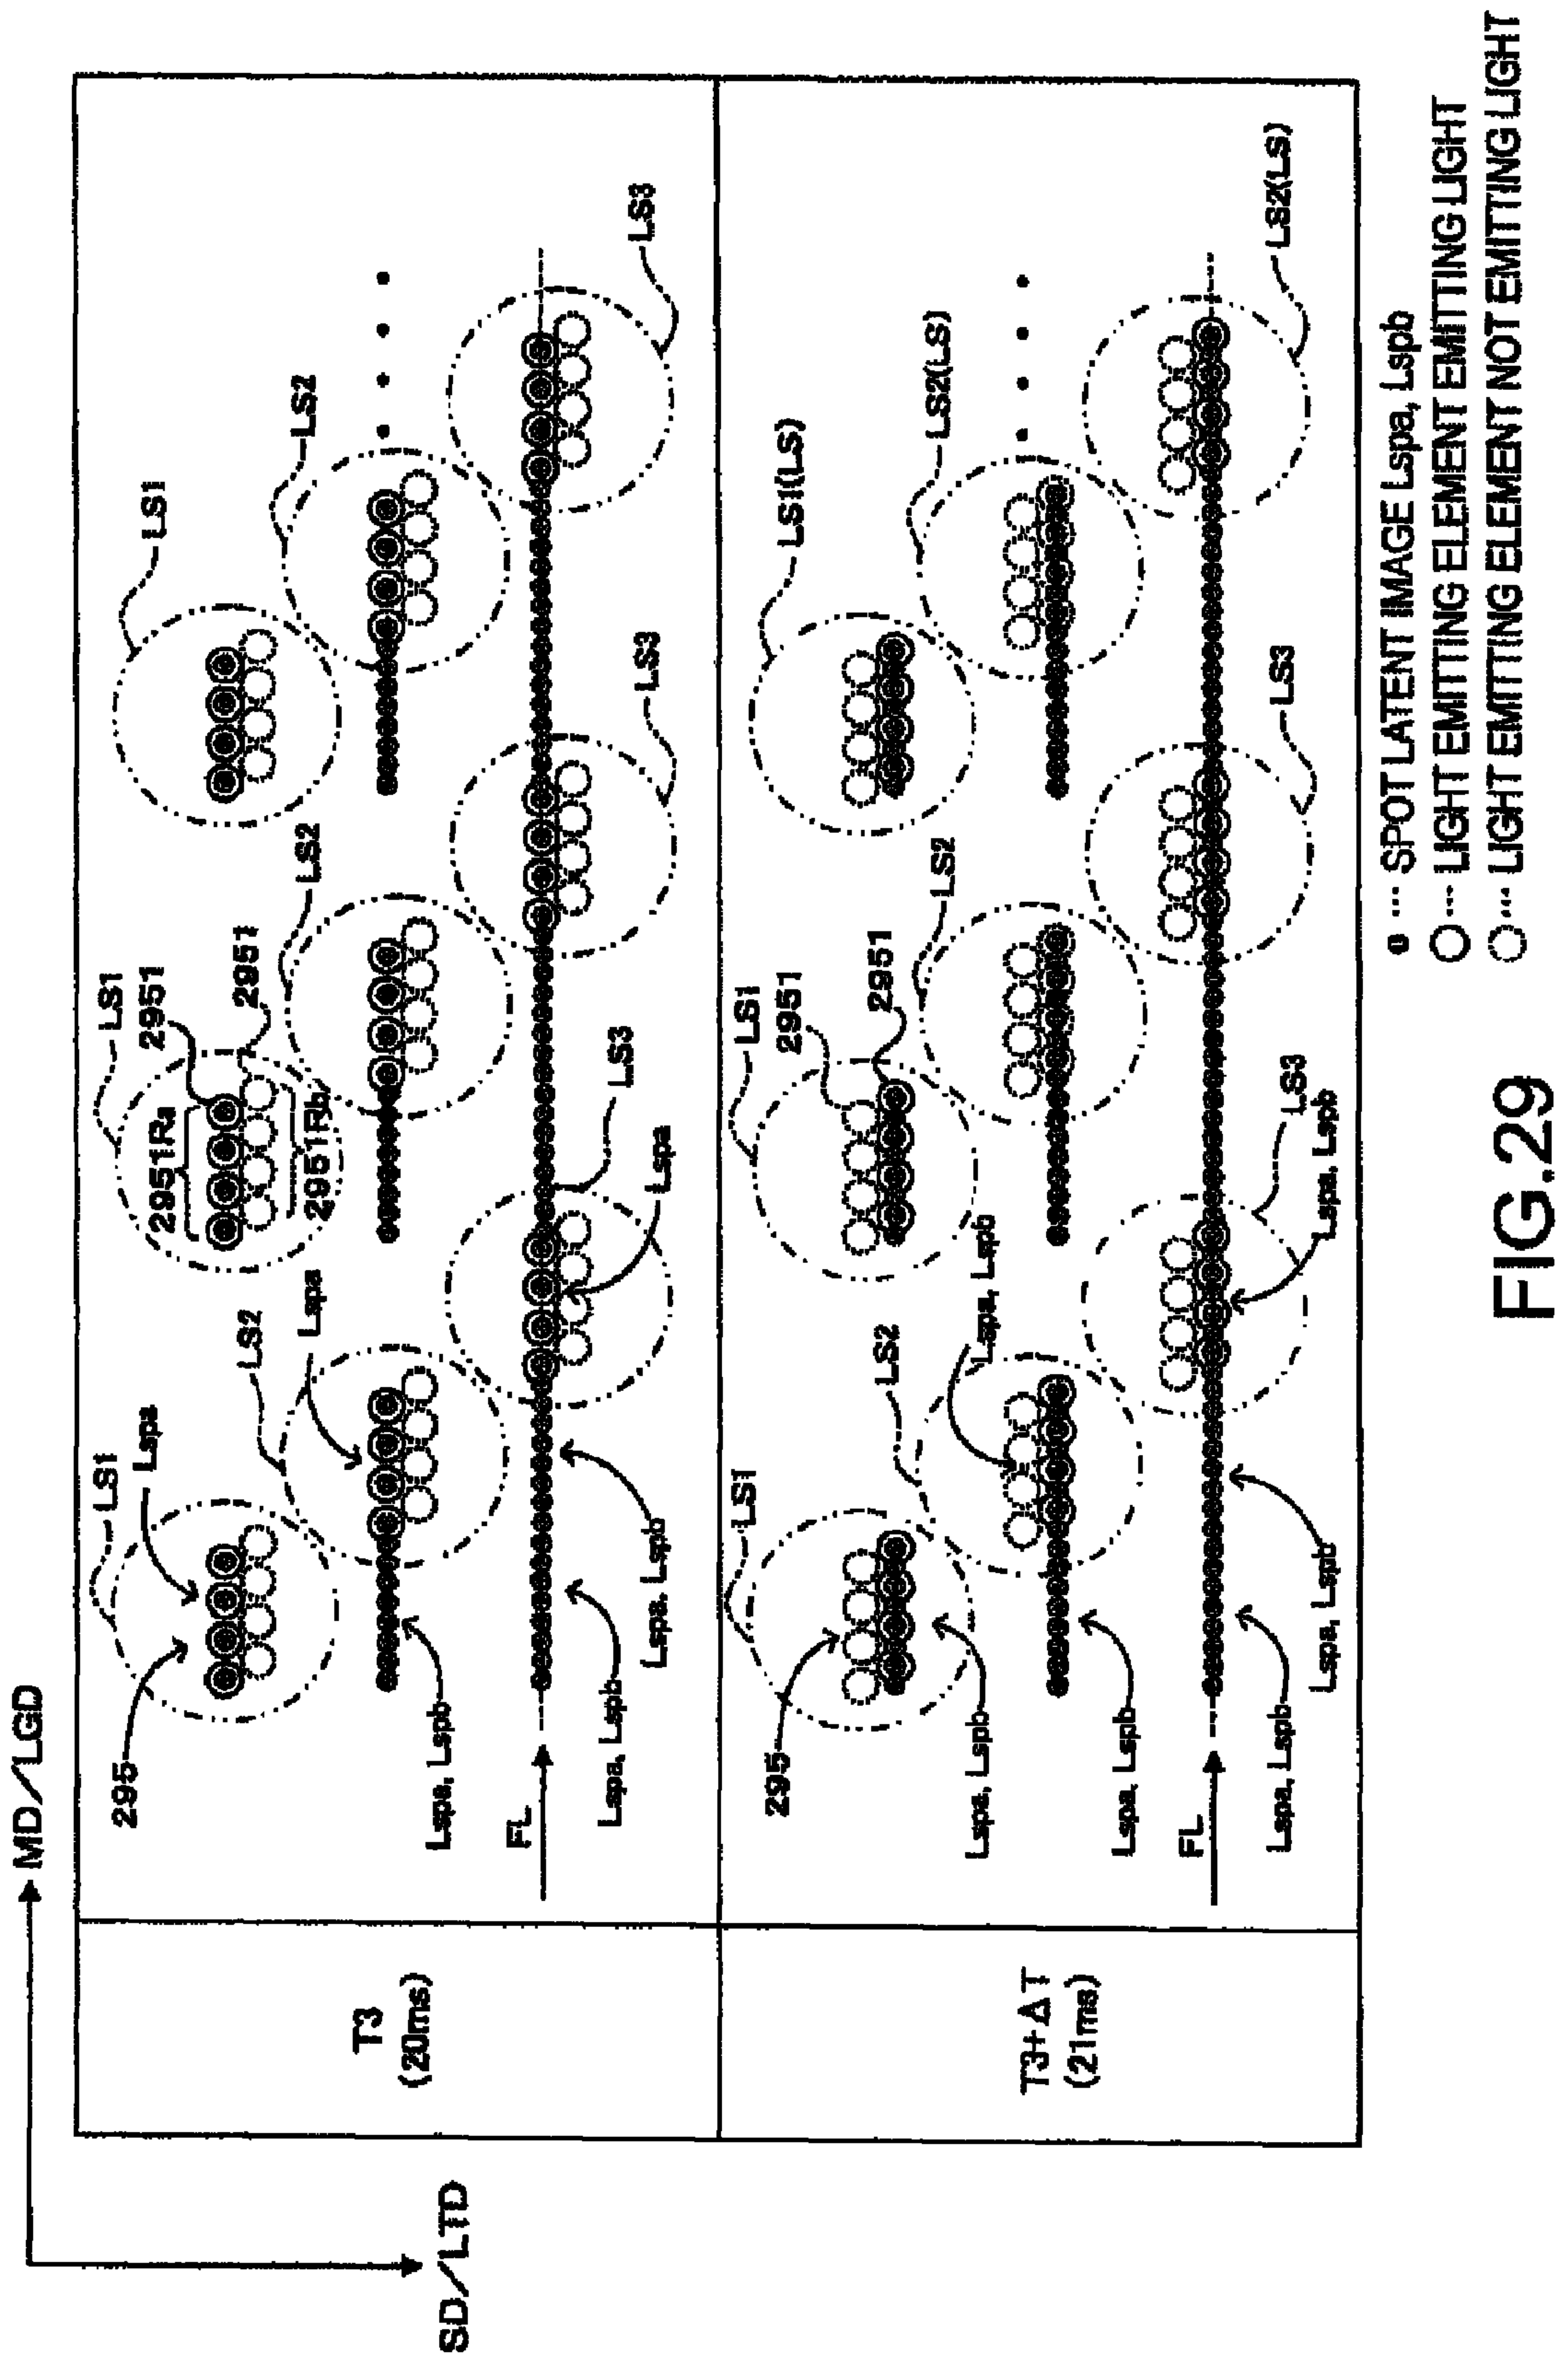 MD/LGD
SD/LTD
T3
(20ms)
LS1
LS1
LS1
Lspa
295
2951Ra
2951
2951
2951Rb
LS2
LS2
LS2
Lspa
Lspa, Lspb
FL
LS3
LS3
LS3
Lspa
Lspa, Lspb
Lspa, Lspb
T3+ΔT
(21ms)
LS1
LS1
LS1(LS)
295
2951
2951
Lspa, Lspb
LS2
LS2
LS2(LS)
Lspa, Lspb
Lspa, Lspb
FL
LS3
LS3
LS2(LS)
Lspa, Lspb
Lspa, Lspb
Lspa, Lspb
... SPOT LATENT IMAGE Lspa, Lspb
... LIGHT EMITTING ELEMENT EMITTING LIGHT
... LIGHT EMITTING ELEMENT NOT EMITTING LIGHT
FIG.29